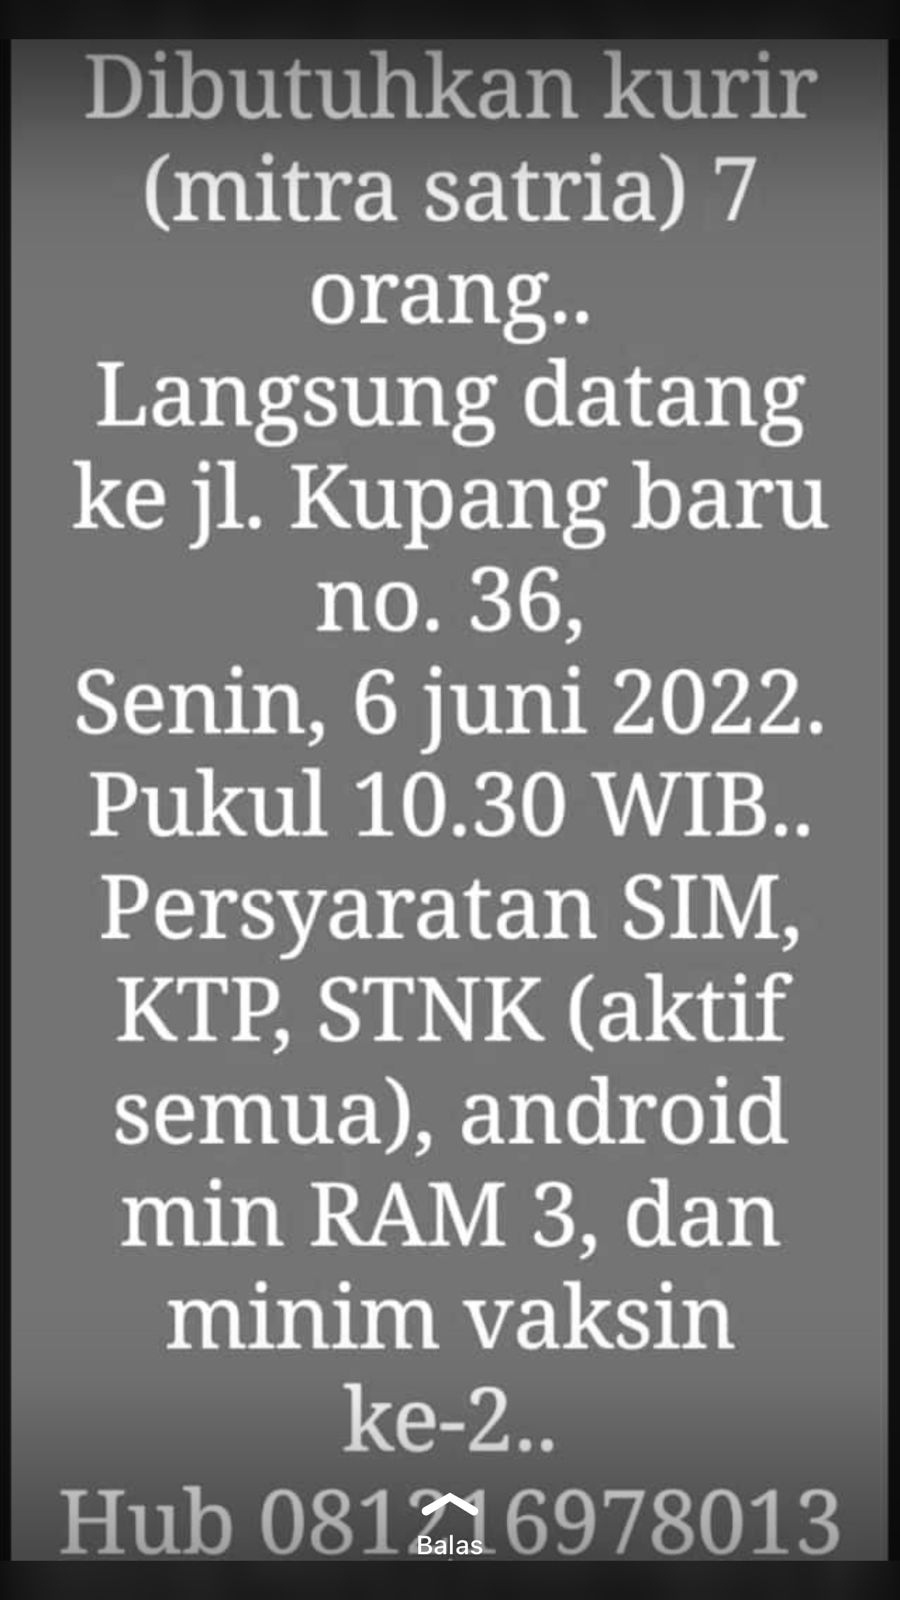 Dibutuhkan kurir
(mitra satria) 7
orang..
Langsung datang
ke jl. Kupang baru
no. 36,
Senin, 6 juni 2022.
Pukul 10.30 WIB..
Persyaratan SIM,
KTP, STNK (aktif
semua), android
min RAM 3, dan
minim vaksin
ke-2..
Hub 081216978013
Balas